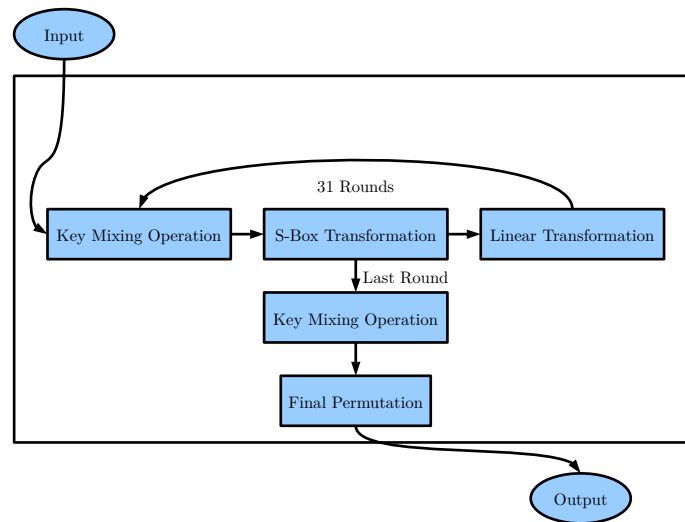 Input
31 Rounds
Key Mixing Operation
S-Box Transformation
Linear Transformation
Last Round
Key Mixing Operation
Final Permutation
Output